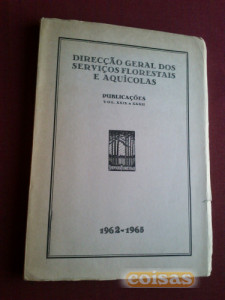 DIRECÇÃO GERAL DOS
SERVIÇOS FLORESTAIS
E AQUÍCOLAS
PUBLICAÇÕES
1962-1965
coisas